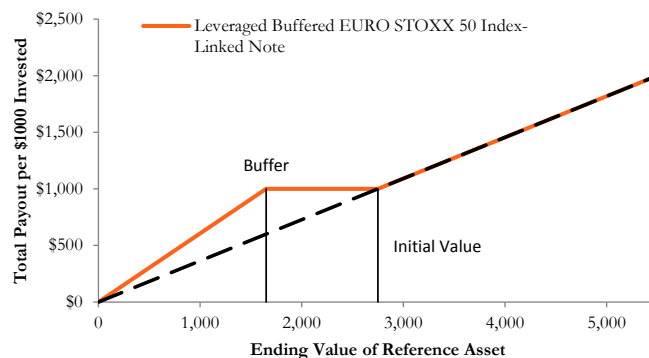 Leveraged Buffered EURO STOXX 50 Index-
Linked Note
Total Payout per $1000 Invested
$2,500
$2,000
$1,500
$1,000
$500
$0
Buffer
Initial Value
0
1,000
2,000
3,000
4,000
5,000
Ending Value of Reference Asset